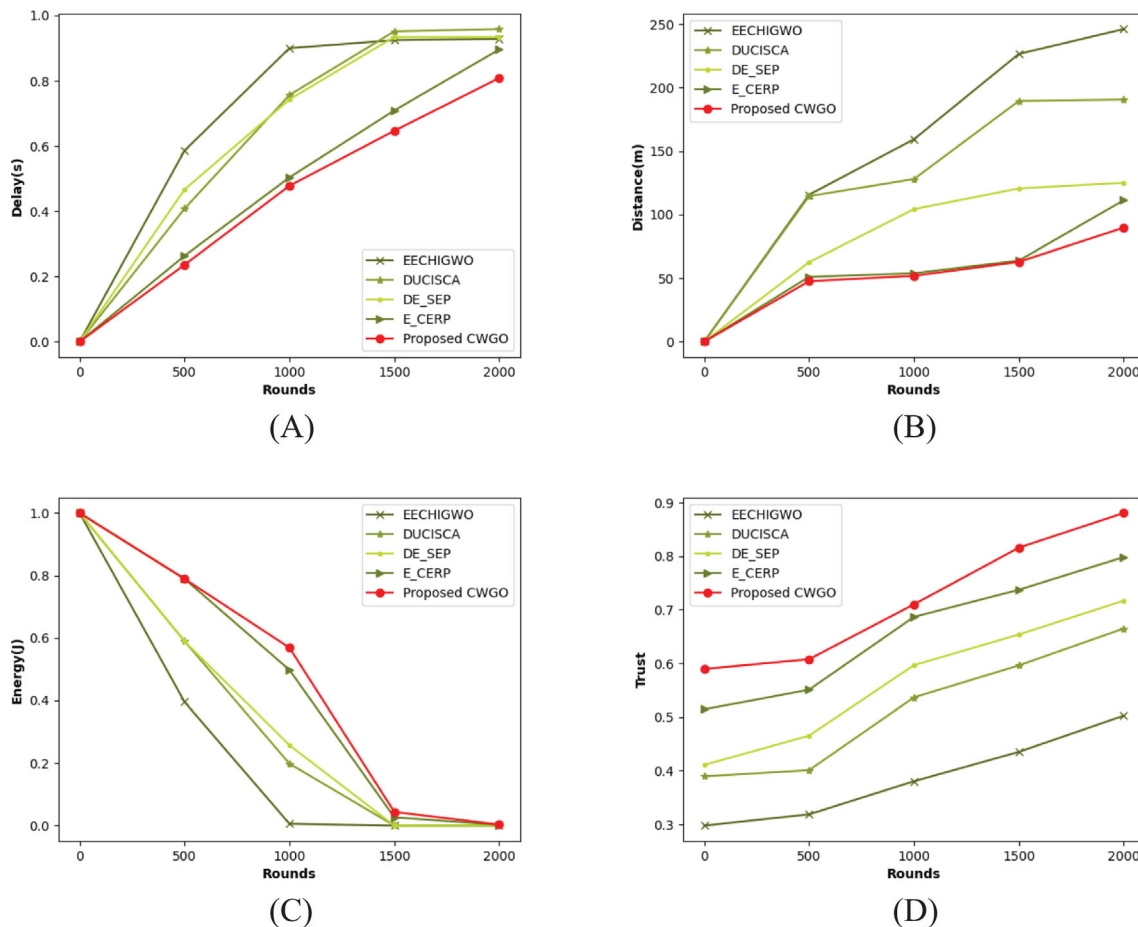 1.0
0.8
0.6
0.4
0.2
0.0
Delay(s)
EECHIGWO
DUCISCA
DE_SEP
E_CERP
Proposed CWGO
0 500 1000 1500 2000
Rounds
(A)
250
200
150
100
50
0
Distance(m)
EECHIGWO
DUCISCA
DE_SEP
E_CERP
Proposed CWGO
0 500 1000 1500 2000
Rounds
(B)
1.0
0.8
0.6
0.4
0.2
0.0
Energy(J)
EECHIGWO
DUCISCA
DE_SEP
E_CERP
Proposed CWGO
0 500 1000 1500 2000
Rounds
(C)
0.9
0.8
0.7
0.6
0.5
0.4
0.3
Trust
EECHIGWO
DUCISCA
DE_SEP
E_CERP
Proposed CWGO
0 500 1000 1500 2000
Rounds
(D)